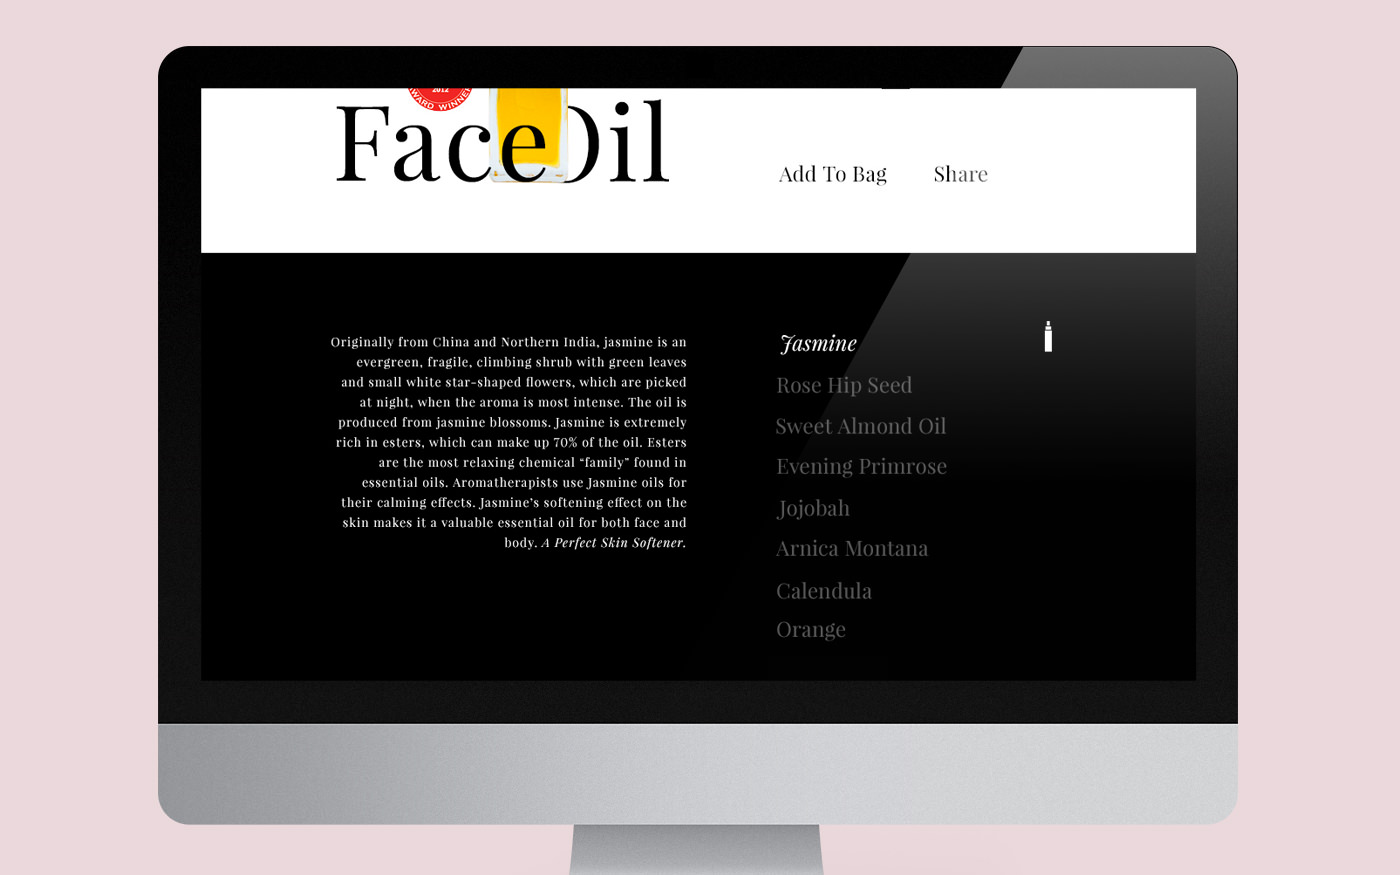 2012
AWARD WINNER
FaceOil
Add To Bag
Share
Originally from China and Northern India, jasmine is an
evergreen, fragile, climbing shrub with green leaves
and small white star-shaped flowers, which are picked
at night, when the aroma is most intense. The oil is
produced from jasmine blossoms. Jasmine is extremely
rich in esters, which can make up 70% of the oil. Esters
are the most relaxing chemical “family” found in
essential oils. Aromatherapists use Jasmine oils for
their calming effects. Jasmine’s softening effect on the
skin makes it a valuable essential oil for both face and
body. A Perfect Skin Softener.
Jasmine
Rose Hip Seed
Sweet Almond Oil
Evening Primrose
Jojobah
Arnica Montana
Calendula
Orange